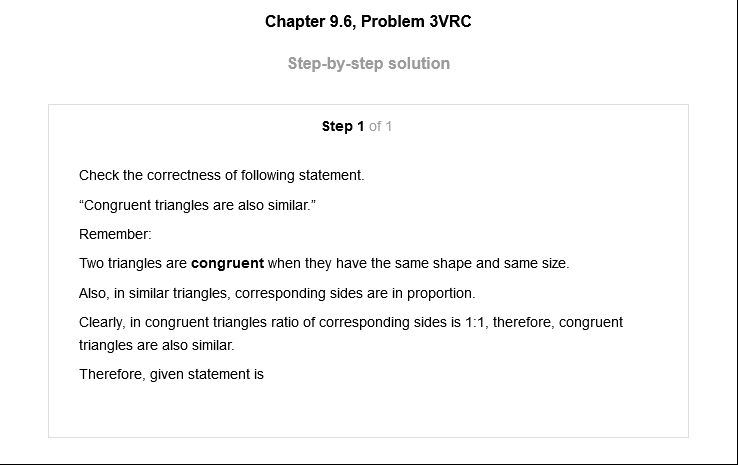 Chapter 9.6, Problem 3VRC
Step-by-step solution
Step 1 of 1
Check the correctness of following statement.
“Congruent triangles are also similar.”
Remember:
Two triangles are congruent when they have the same shape and same size.
Also, in similar triangles, corresponding sides are in proportion.
Clearly, in congruent triangles ratio of corresponding sides is 1:1, therefore, congruent
triangles are also similar.
Therefore, given statement is